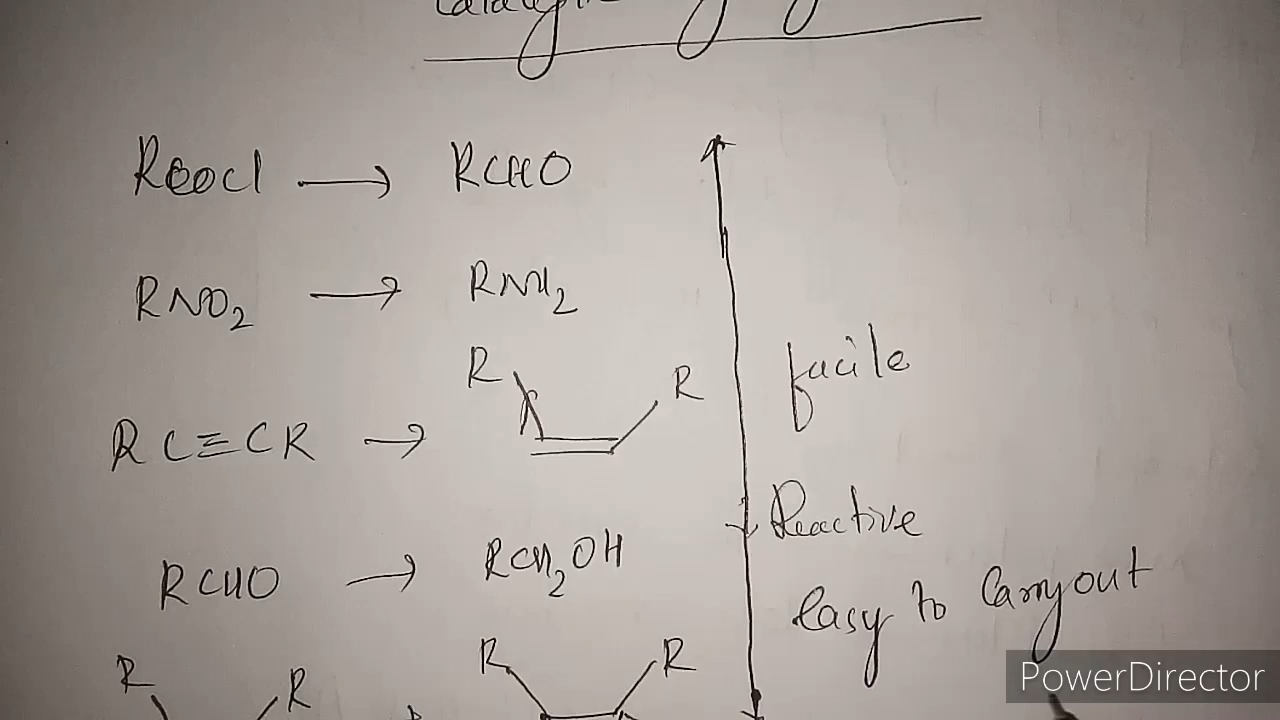 RCOCl → RCHO
RNO2 → RNH2
R R
RC≡CR →
facile
Reactive
RCHO → RCH2OH
easy to Carryout
R R
R R
PowerDirector